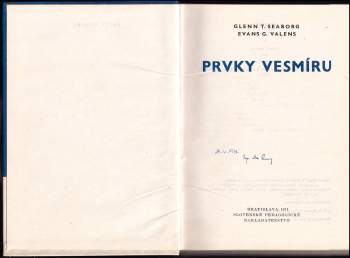 GLENN T. SEABORG
EVANS G. VALENS
PRVKY VESMÍRU
BRATISLAVA 1971
SLOVENSKÉ PEDAGOGICKÉ
NAKLADATEĽSTVO